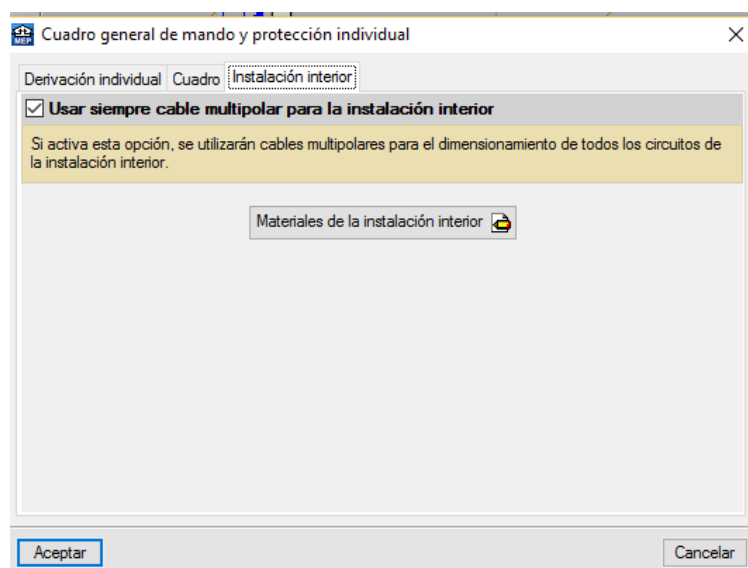 MEP
Cuadro general de mando y protección individual
Derivación individual Cuadro Instalación interior
Usar siempre cable multipolar para la instalación interior
Si activa esta opción, se utilizarán cables multipolares para el dimensionamiento de todos los circuitos de
la instalación interior.
Materiales de la instalación interior
Aceptar Cancelar